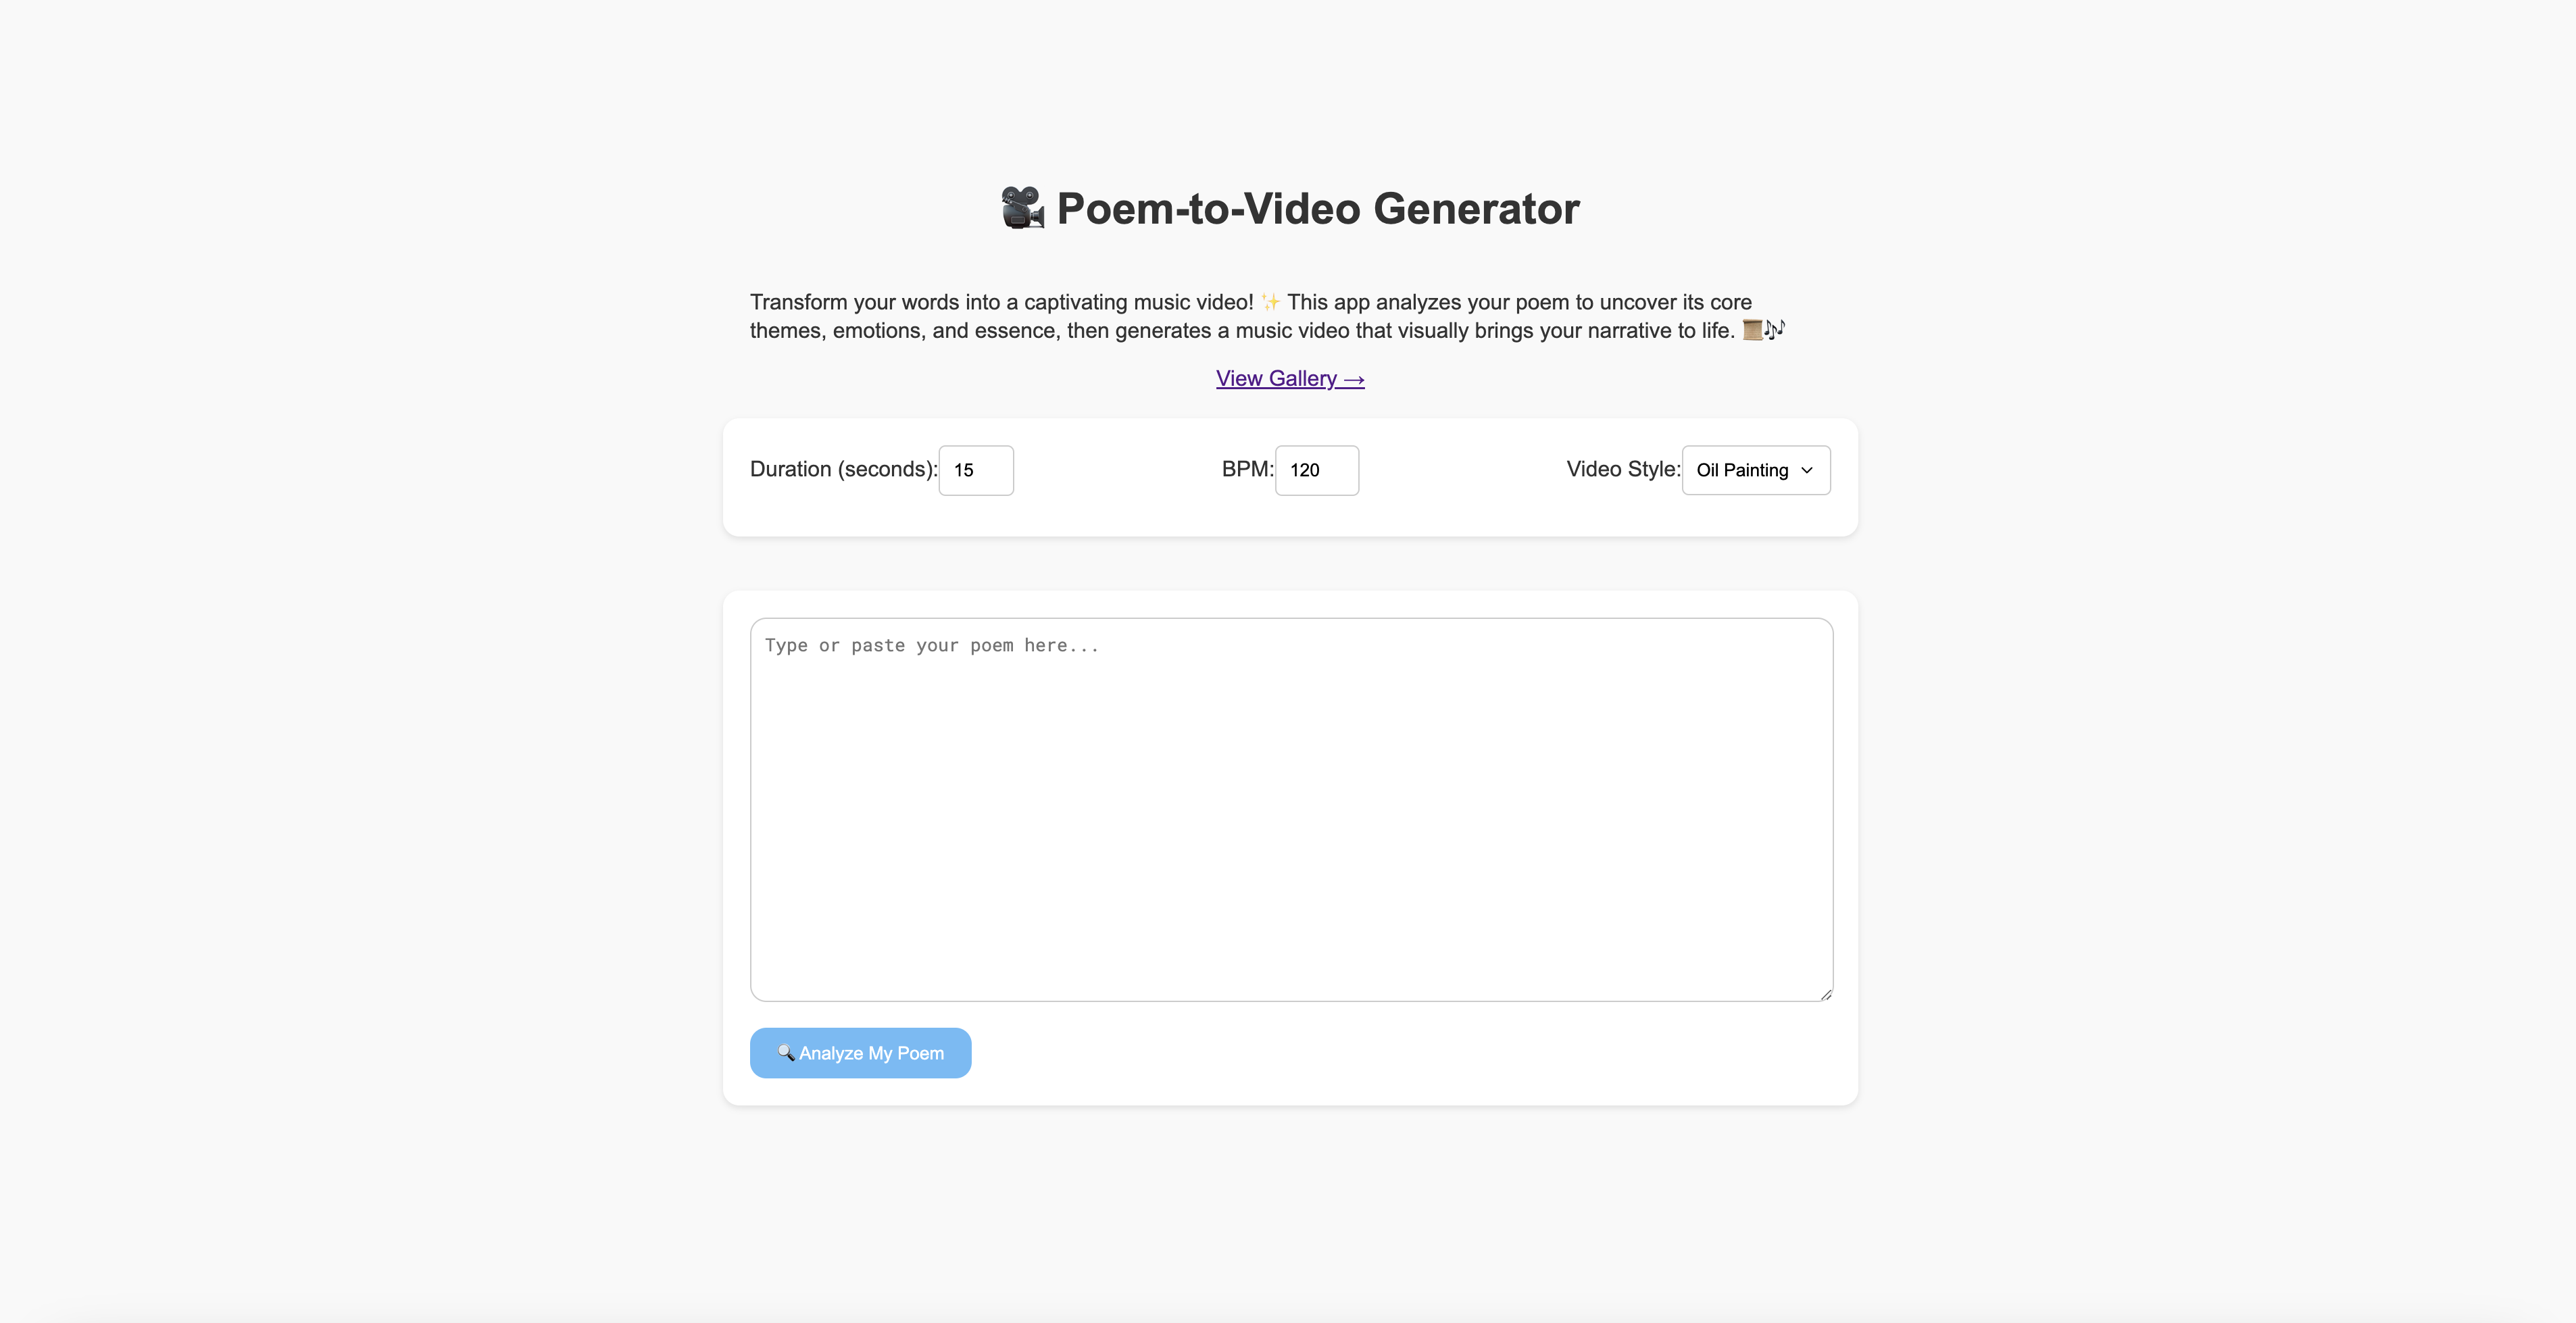 🎥 Poem-to-Video Generator
Transform your words into a captivating music video! ✨ This app analyzes your poem to uncover its core
themes, emotions, and essence, then generates a music video that visually brings your narrative to life. 📜🎶
View Gallery →
Duration (seconds): 15 BPM: 120 Video Style: Oil Painting
Type or paste your poem here...
🔍 Analyze My Poem